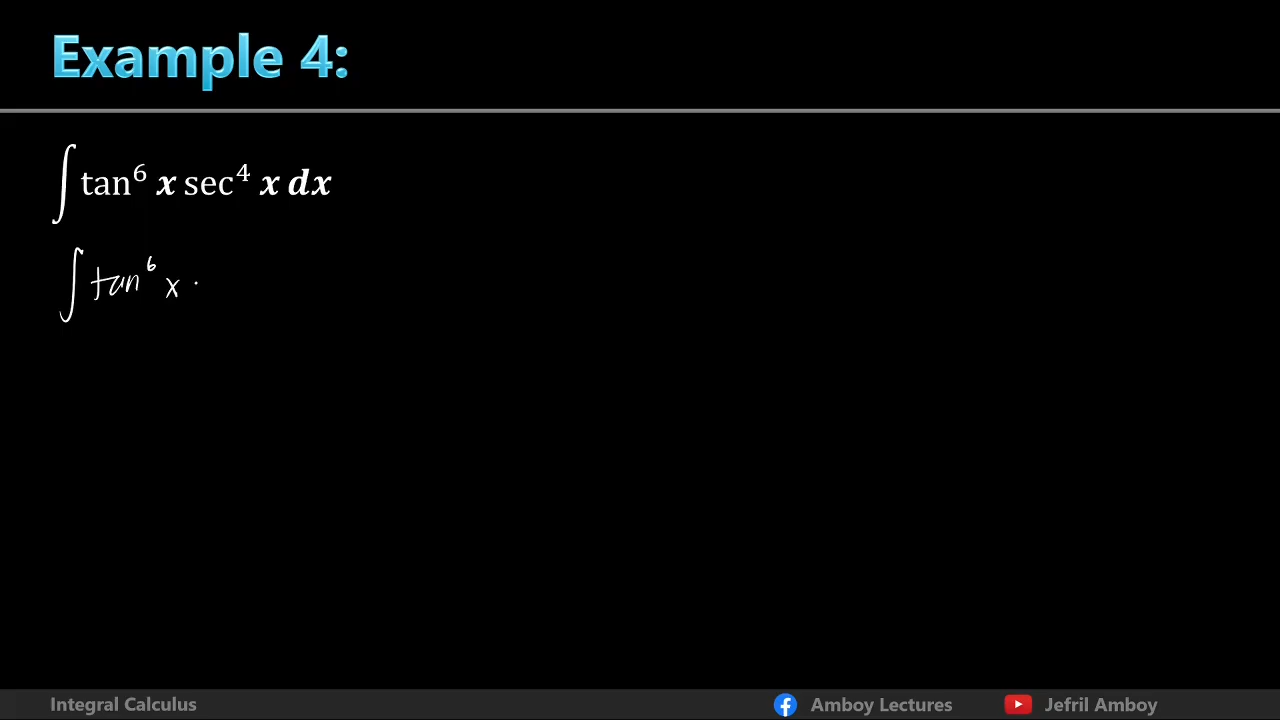 Example 4:
∫ tan⁶ x sec⁴ x dx
∫ tan⁶ x ·
Integral Calculus
Amboy Lectures
Jefril Amboy